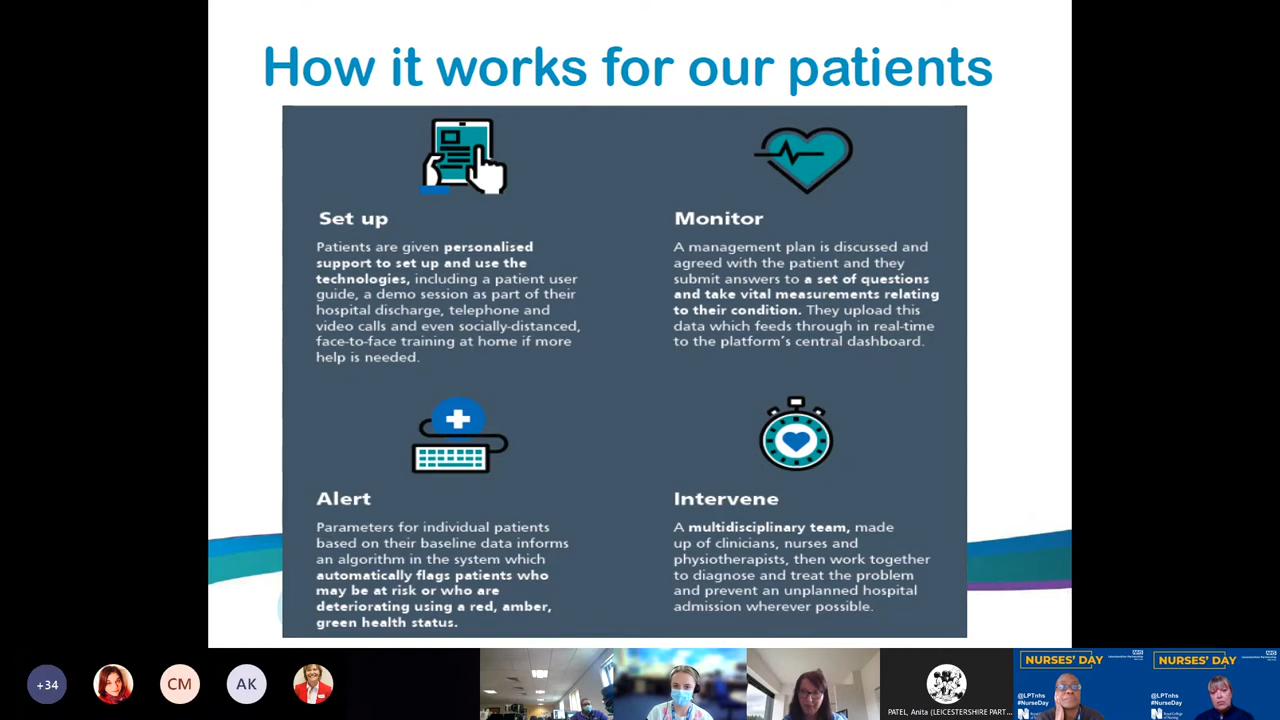 How it works for our patients
Set up
Patients are given personalised
support to set up and use the
technologies, including a patient user
guide, a demo session as part of their
hospital discharge, telephone and
video calls and even socially-distanced,
face-to-face training at home if more
help is needed.
Monitor
A management plan is discussed and
agreed with the patient and they
submit answers to a set of questions
and take vital measurements relating
to their condition. They upload this
data which feeds through in real-time
to the platform's central dashboard.
Alert
Parameters for individual patients
based on their baseline data informs
an algorithm in the system which
automatically flags patients who
may be at risk or who are
deteriorating using a red, amber,
green health status.
Intervene
A multidisciplinary team, made
up of clinicians, nurses and
physiotherapists, then work together
to diagnose and treat the problem
and prevent an unplanned hospital
admission wherever possible.
+34
CM
AK
PATEL, Anita (LEICESTERSHIRE PART...
NURSES' DAY
NHS
@LPTnhs
#NurseDay
NURSES' DAY
NHS
@LPTnhs
#NurseDay